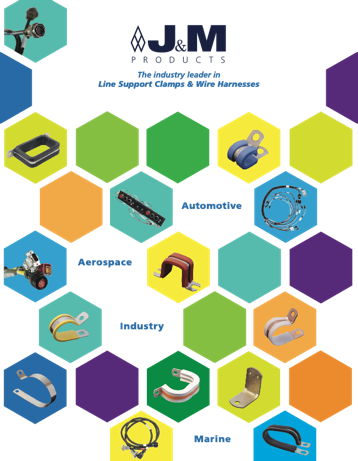 J&M
PRODUCTS
The industry leader in
Line Support Clamps & Wire Harnesses
Automotive
Aerospace
Industry
Marine